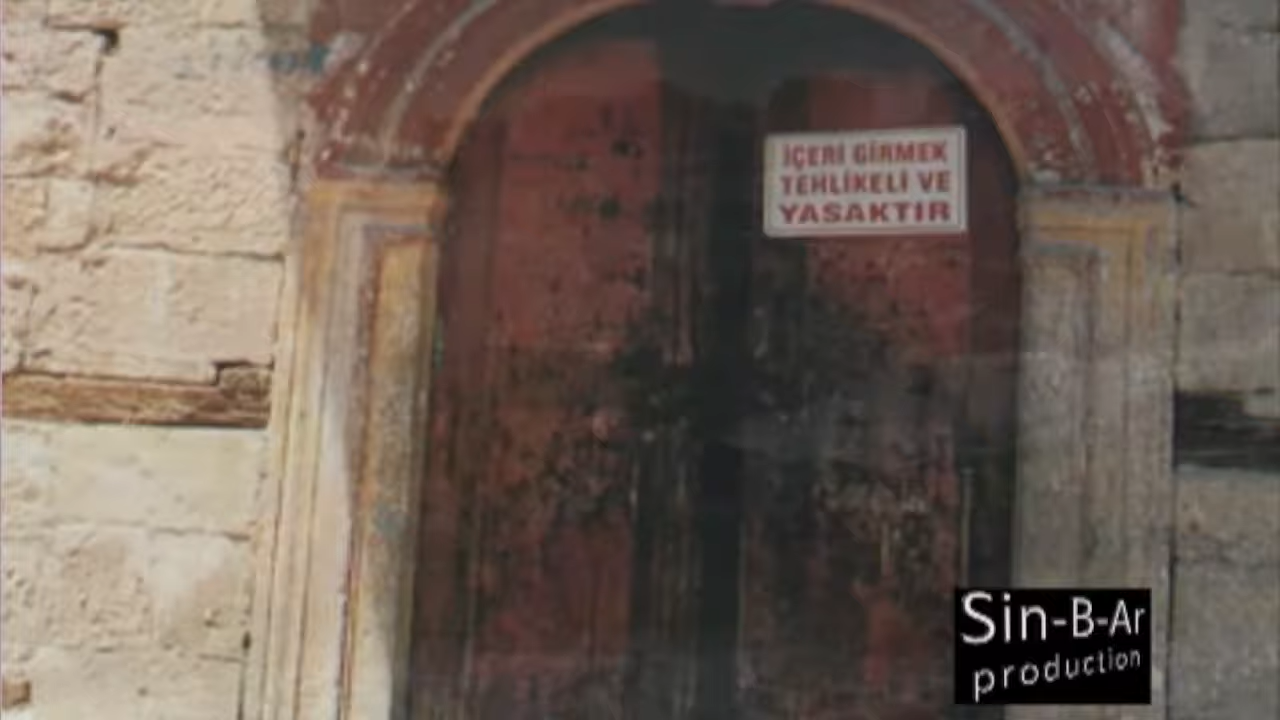 İÇERİ GİRMEK
TEHLİKELİ VE
YASAKTIR
Sin-B-Ar
production